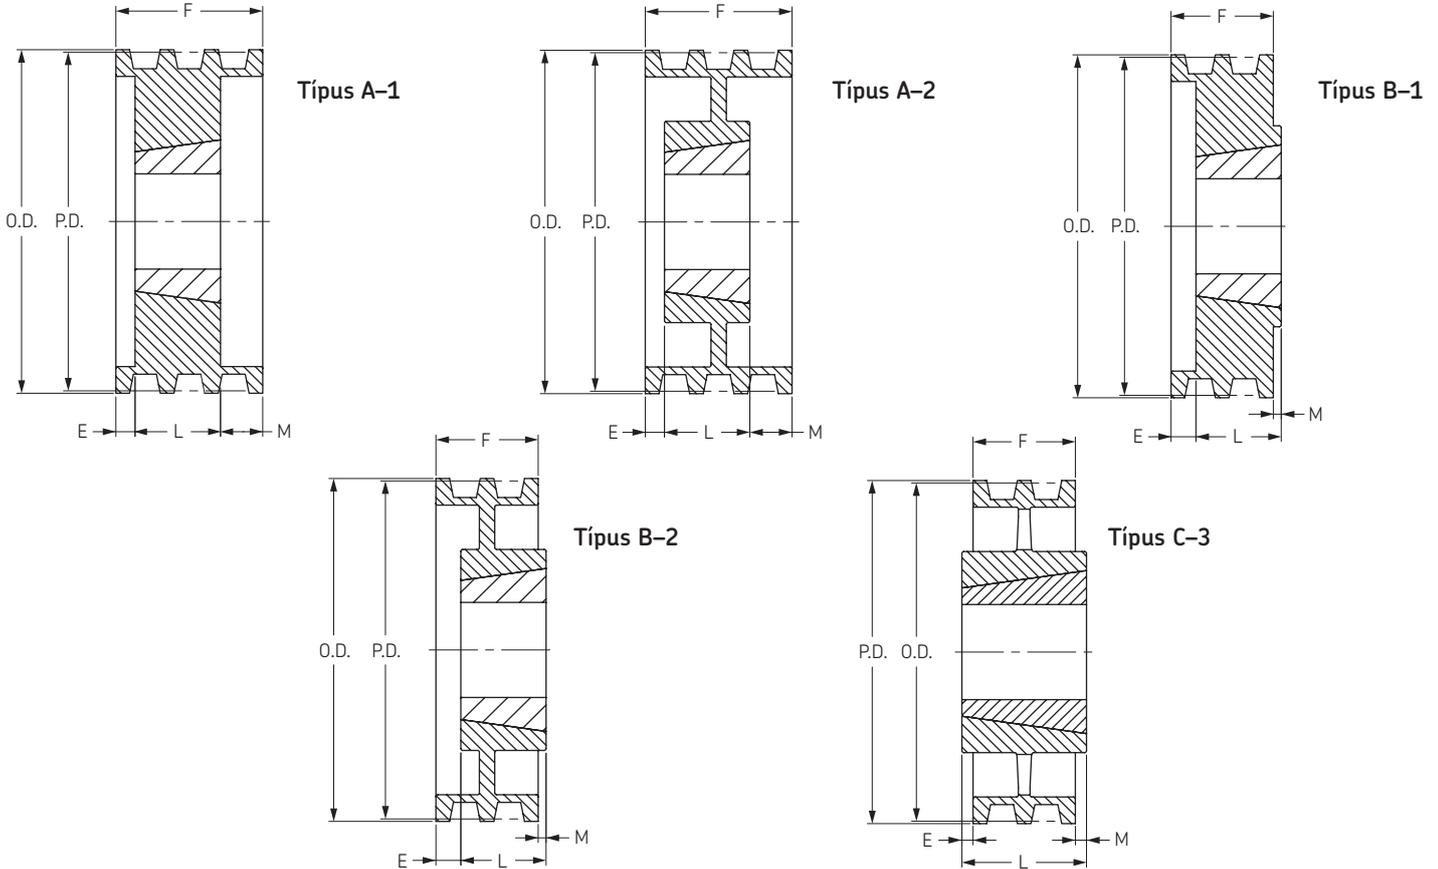 F
Típus A–1
O.D. P.D.
E L M
F
Típus A–2
O.D. P.D.
E L M
F
Típus B–1
O.D. P.D.
E L M
F
Típus B–2
O.D. P.D.
E L M
F
Típus C–3
P.D. O.D.
E L M